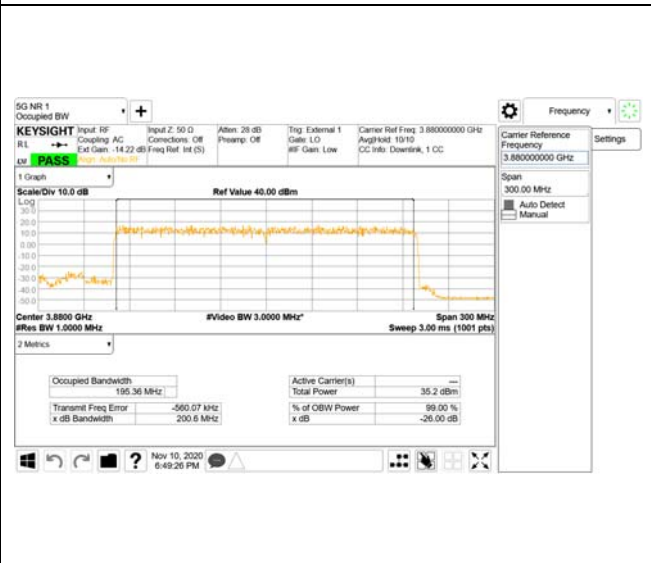 5G NR 1
Occupied BW
Frequency
KEYSIGHT Input: RF Input Z: 50 Ω Atten: 28 dB Trig: External 1 Carrier Ref Freq: 3.880000000 GHz
RL Coupling: AC Corrections: Off Preamp: Off Gate: LO Avg|Hold: 10/10
Ext Gain: -14.22 dB Freq Ref: Int (S) #IF Gain: Low CC Info: Downlink, 1 CC
PASS Align: Auto/No RF
Carrier Reference
Frequency
3.880000000 GHz
Settings
Span
300.00 MHz
Auto Detect
Manual
1 Graph
Scale/Div 10.0 dB Ref Value 40.00 dBm
Log
30.0
20.0
10.0
0.00
-10.0
-20.0
-30.0
-40.0
-50.0
Center 3.8800 GHz #Video BW 3.0000 MHz* Span 300 MHz
#Res BW 1.0000 MHz Sweep 3.00 ms (1001 pts)
2 Metrics
Occupied Bandwidth
195.36 MHz
Active Carrier(s) —
Total Power 35.2 dBm
Transmit Freq Error -560.07 kHz
x dB Bandwidth 200.6 MHz
% of OBW Power 99.00 %
x dB -26.00 dB
Nov 10, 2020
6:49:26 PM